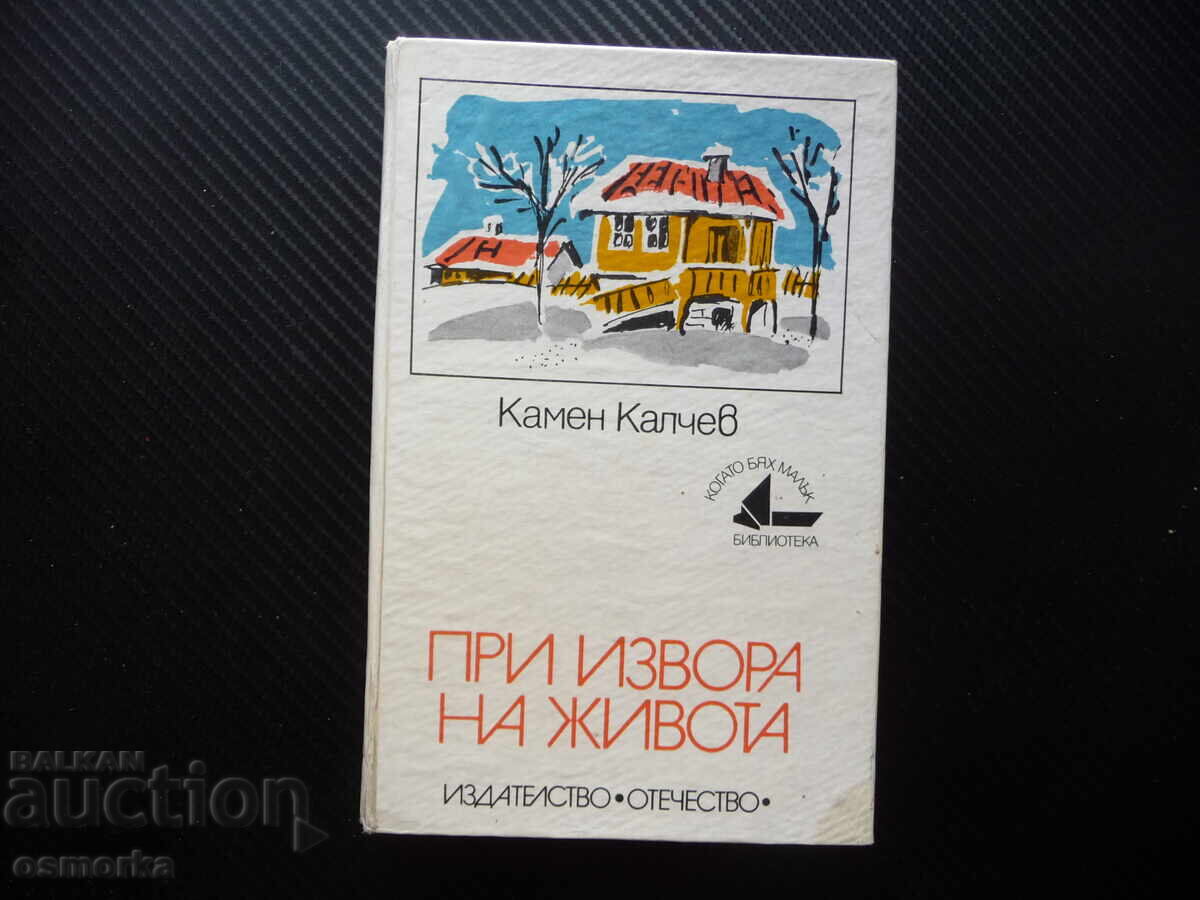 Камен Калчев
КОГАТО БЯХ МАЛЪК
БИБЛИОТЕКА
ПРИ ИЗВОРА
НА ЖИВОТА
ИЗДАТЕЛСТВО • ОТЕЧЕСТВО •
BALKAN
auction
osmorka